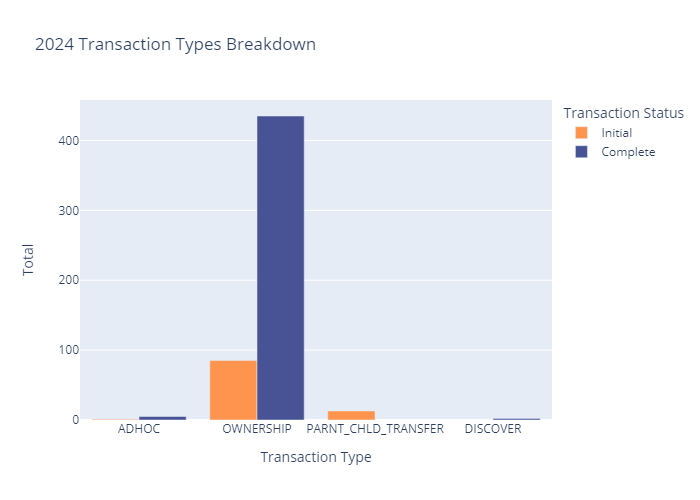 2024 Transaction Types Breakdown
Transaction Status
Initial
Complete
400
300
200
100
0
Total
ADHOC
OWNERSHIP
PARNT_CHLD_TRANSFER
DISCOVER
Transaction Type